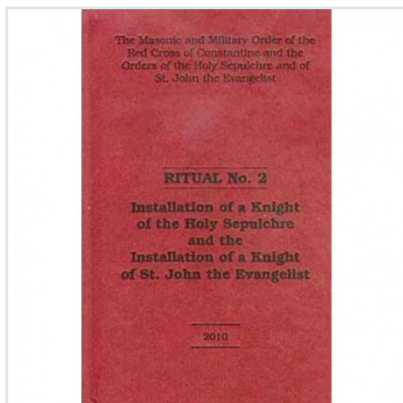 The Masonic and Military Order of the
Red Cross of Constantine and the
Orders of the Holy Sepulchre and of
St. John the Evangelist
RITUAL No. 2
Installation of a Knight
of the Holy Sepulchre
and the
Installation of a Knight
of St. John the Evangelist
2010